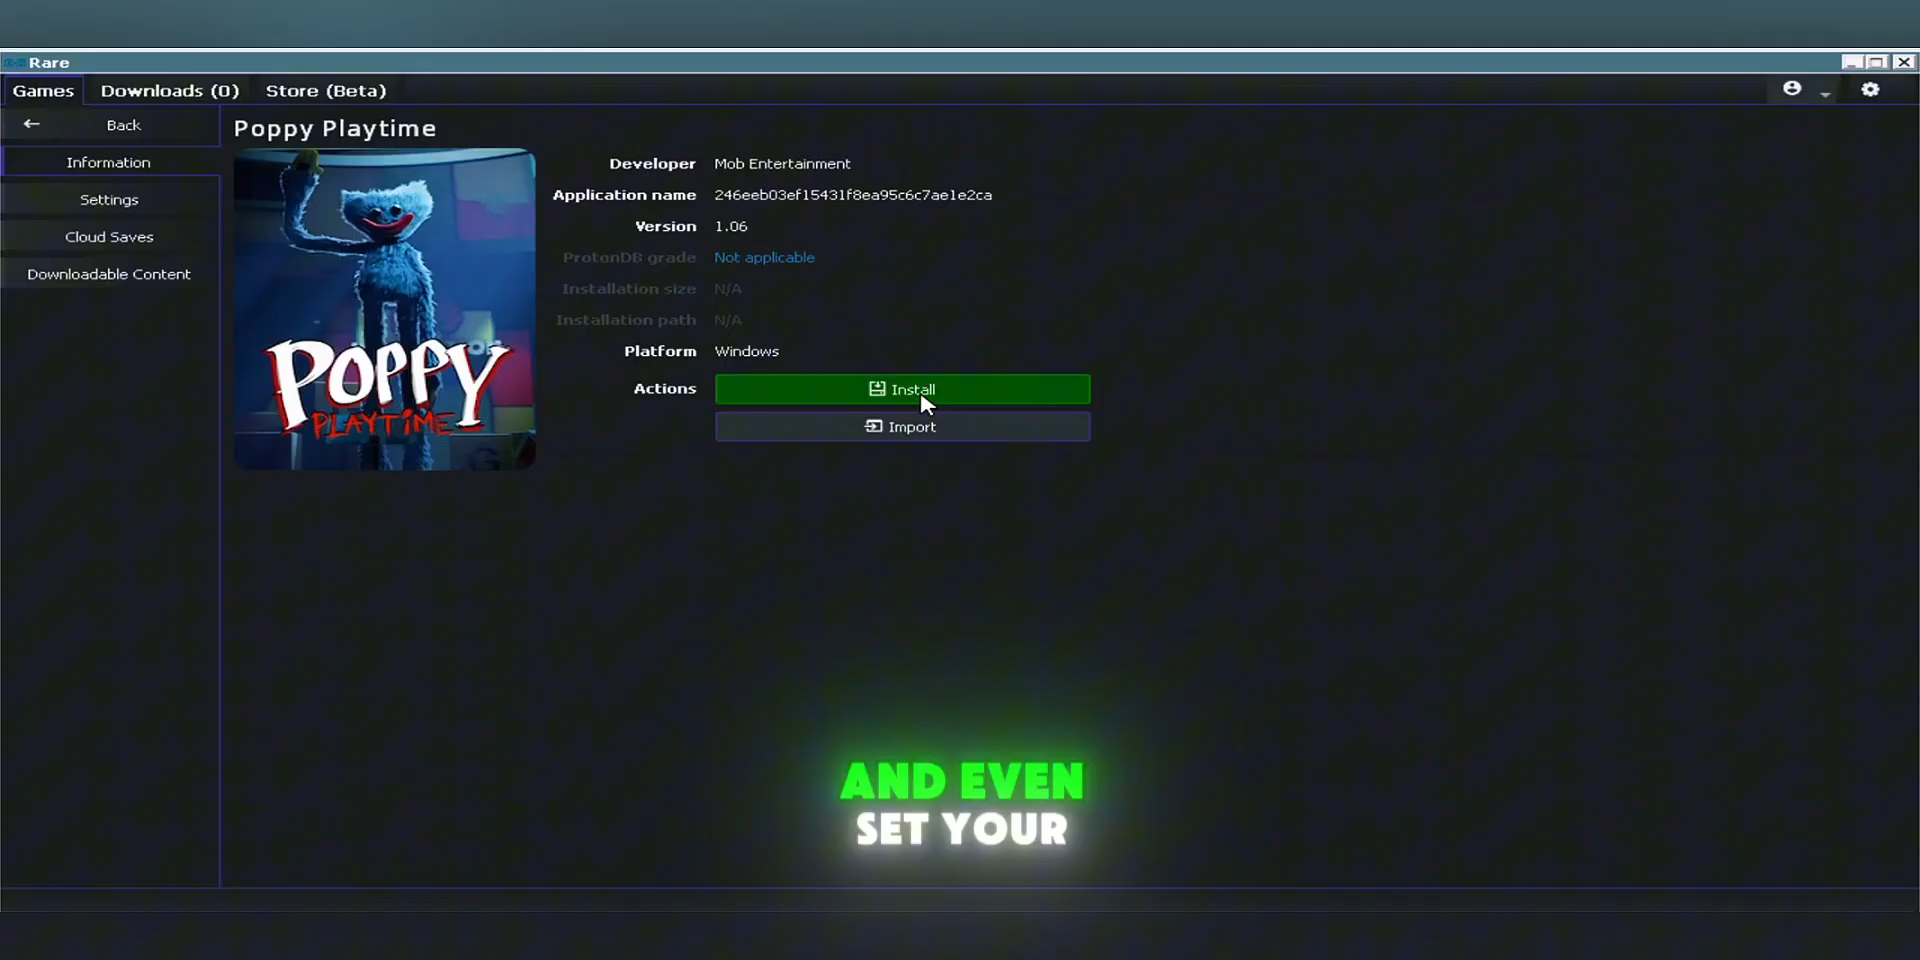 Rare
Games
Downloads (0)
Store (Beta)
Back
Information
Settings
Cloud Saves
Downloadable Content
Poppy Playtime
POPPY
PLAYTIME
Developer Mob Entertainment
Application name 246eeb03ef15431f8ea95c6c7ae1e2ca
Version 1.06
ProtonDB grade Not applicable
Installation size N/A
Installation path N/A
Platform Windows
Actions
Install
Import
AND EVEN
SET YOUR